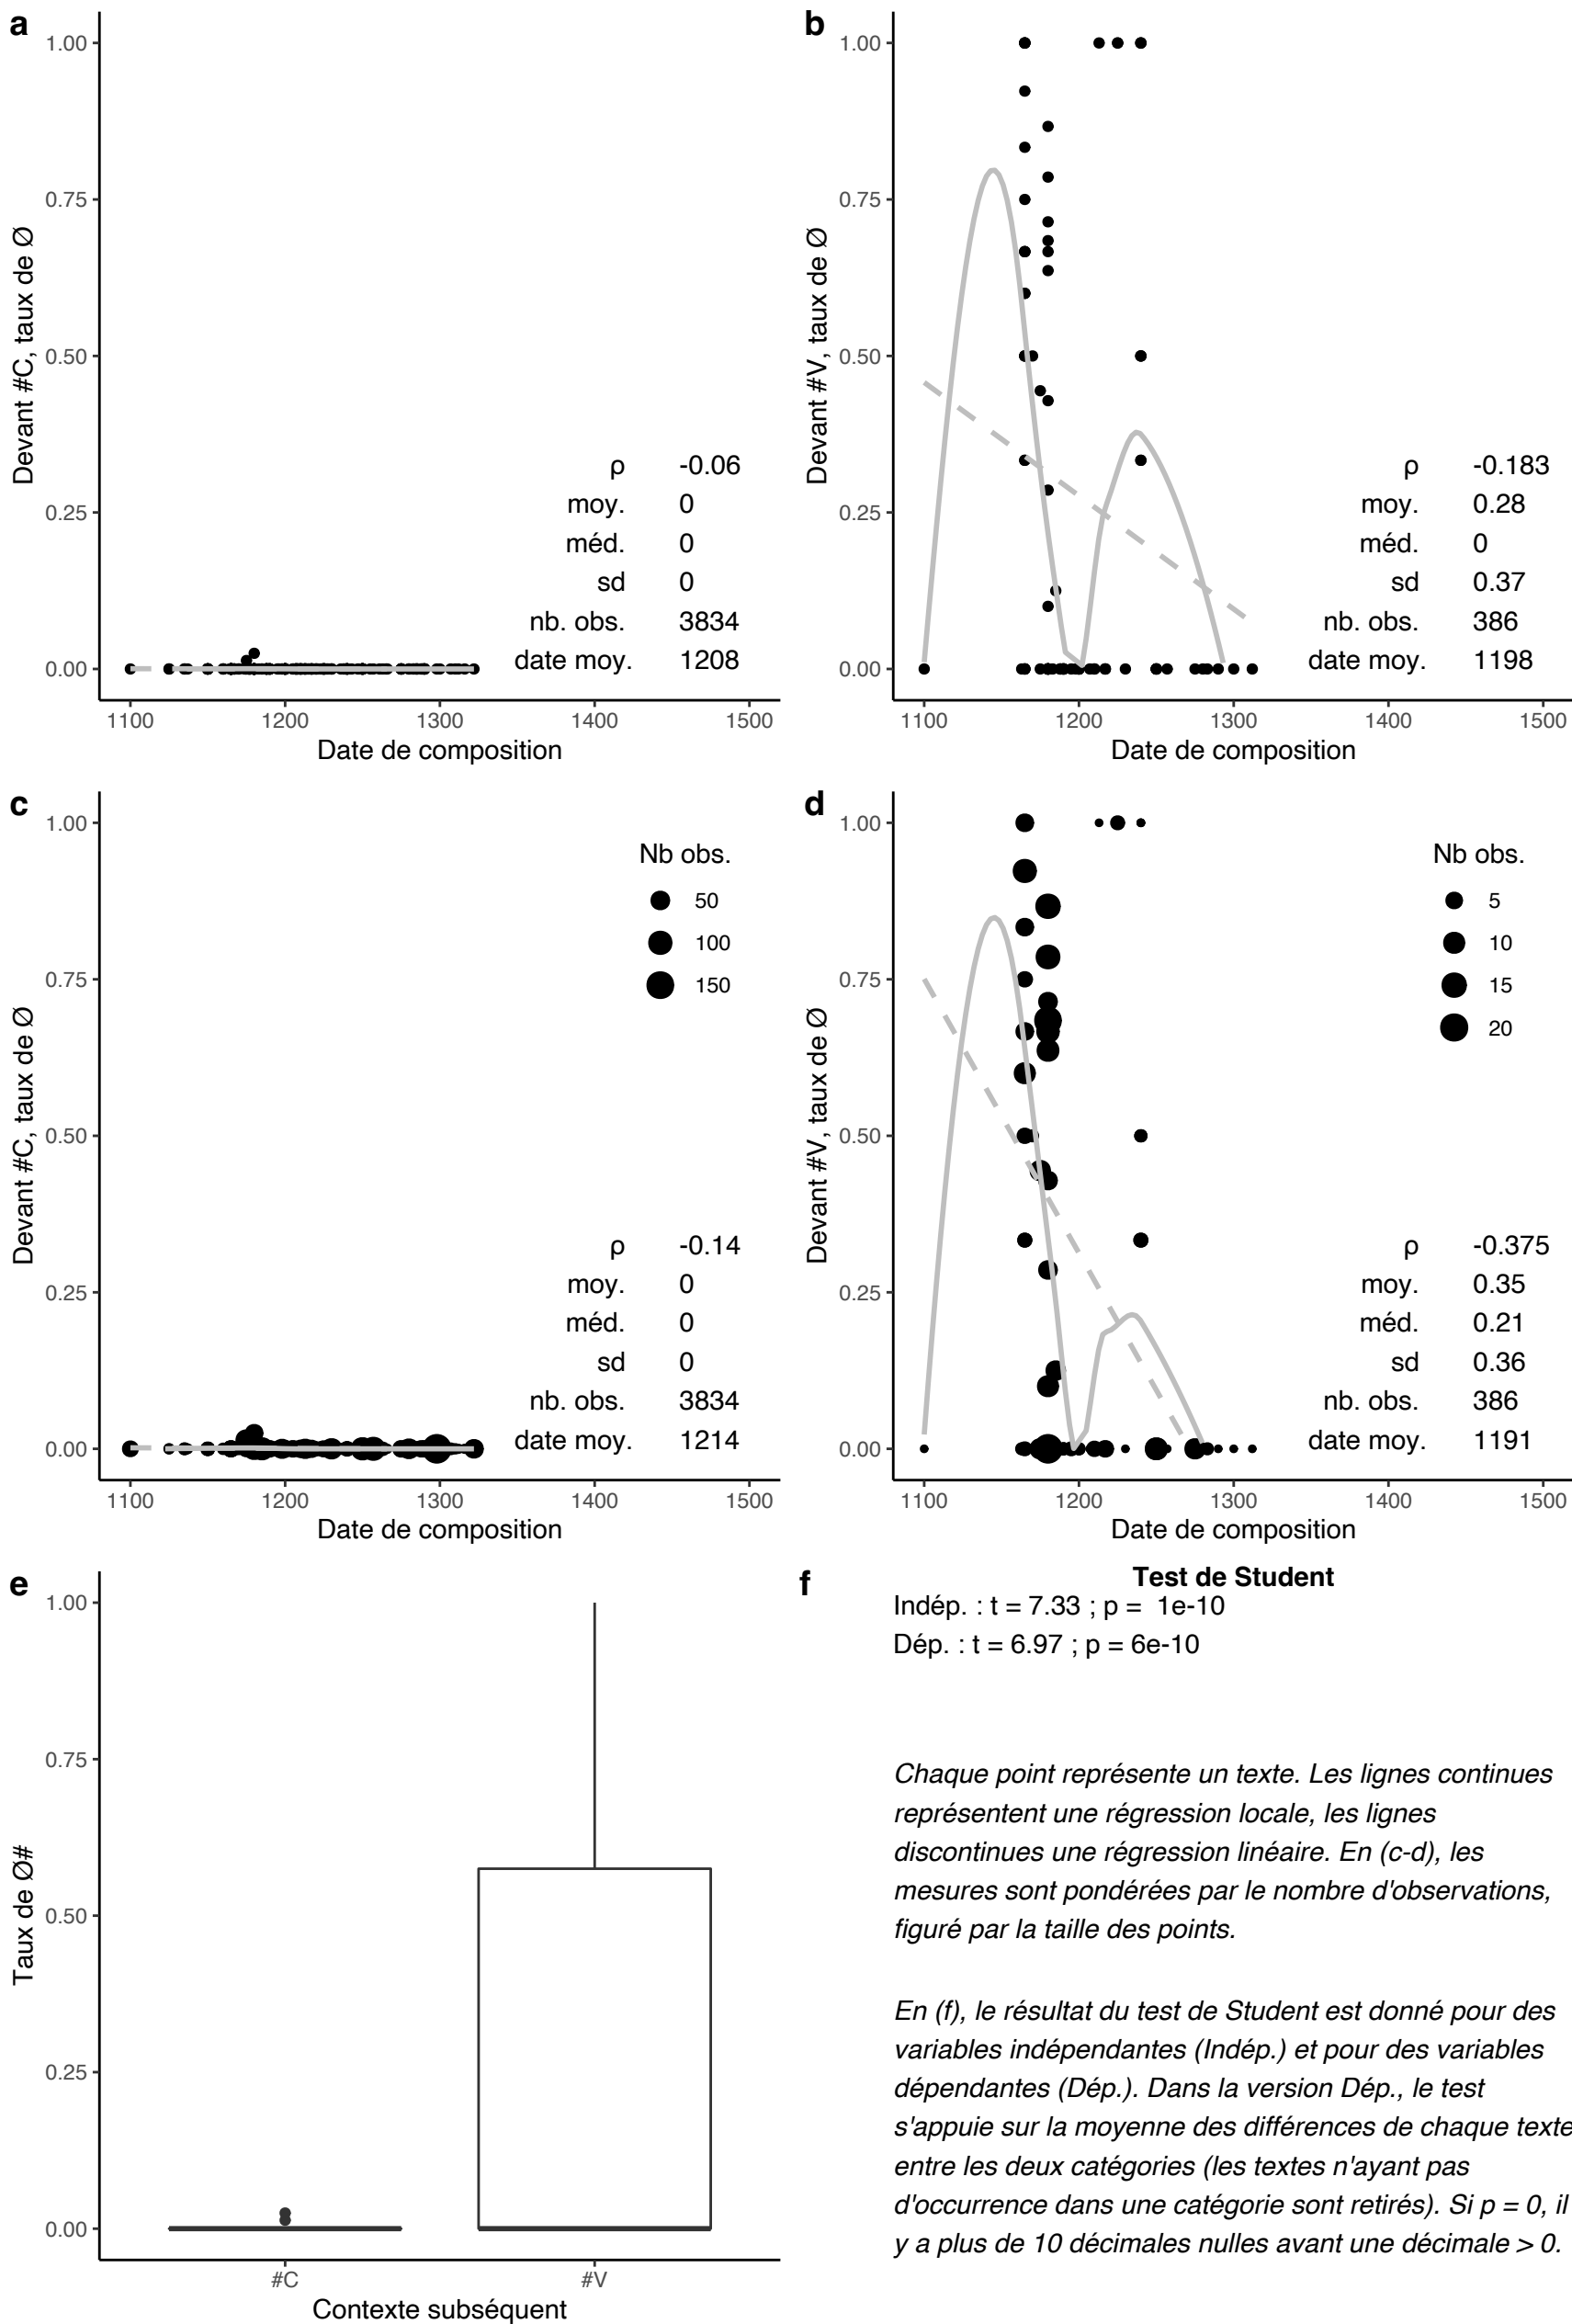 a
1.00
0.75
0.50
0.25
0.00
Devant #C, taux de Ø
ρ -0.06
moy. 0
méd. 0
sd 0
nb. obs. 3834
date moy. 1208
1100 1200 1300 1400 1500
Date de composition
b
1.00
0.75
0.50
0.25
0.00
Devant #V, taux de Ø
ρ -0.183
moy. 0.28
méd. 0
sd 0.37
nb. obs. 386
date moy. 1198
1100 1200 1300 1400 1500
Date de composition
c
1.00
0.75
0.50
0.25
0.00
Devant #C, taux de Ø
Nb obs.
50
100
150
ρ -0.14
moy. 0
méd. 0
sd 0
nb. obs. 3834
date moy. 1214
1100 1200 1300 1400 1500
Date de composition
d
1.00
0.75
0.50
0.25
0.00
Devant #V, taux de Ø
Nb obs.
5
10
15
20
ρ -0.375
moy. 0.35
méd. 0.21
sd 0.36
nb. obs. 386
date moy. 1191
1100 1200 1300 1400 1500
Date de composition
e
1.00
0.75
0.50
0.25
0.00
Taux de Ø#
#C #V
Contexte subséquent
f
Test de Student
Indép. : t = 7.33 ; p = 1e-10
Dép. : t = 6.97 ; p = 6e-10
Chaque point représente un texte. Les lignes continues
représentent une régression locale, les lignes
discontinues une régression linéaire. En (c-d), les
mesures sont pondérées par le nombre d'observations,
figuré par la taille des points.
En (f), le résultat du test de Student est donné pour des
variables indépendantes (Indép.) et pour des variables
dépendantes (Dép.). Dans la version Dép., le test
s'appuie sur la moyenne des différences de chaque texte
entre les deux catégories (les textes n'ayant pas
d'occurrence dans une catégorie sont retirés). Si p = 0, il
y a plus de 10 décimales nulles avant une décimale > 0.